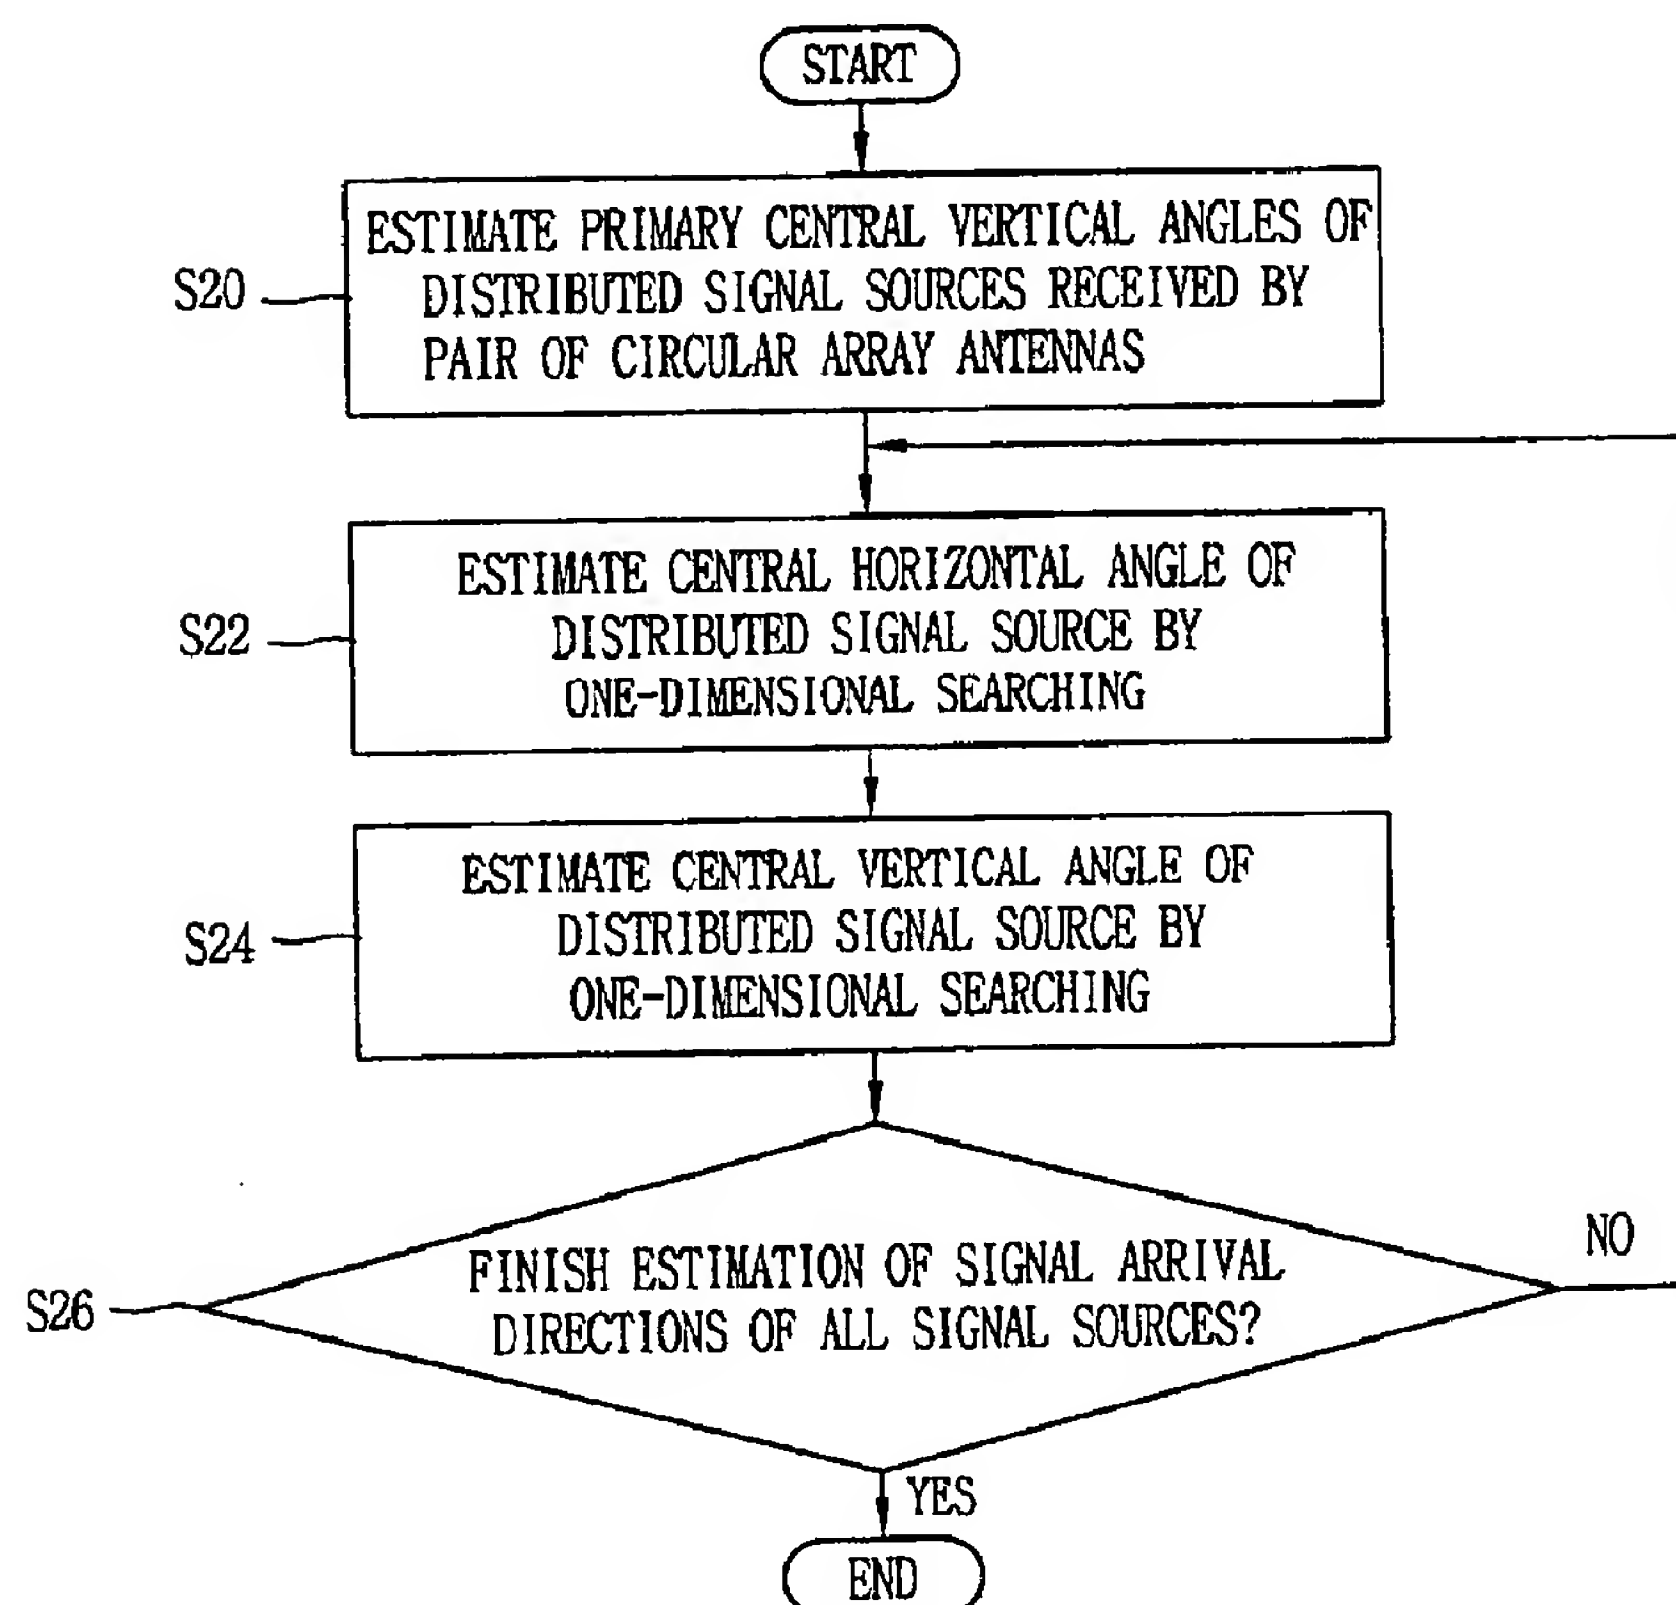 START
ESTIMATE PRIMARY CENTRAL VERTICAL ANGLES OF
DISTRIBUTED SIGNAL SOURCES RECEIVED BY
PAIR OF CIRCULAR ARRAY ANTENNAS
S20
ESTIMATE CENTRAL HORIZONTAL ANGLE OF
DISTRIBUTED SIGNAL SOURCE BY
ONE-DIMENSIONAL SEARCHING
S22
ESTIMATE CENTRAL VERTICAL ANGLE OF
DISTRIBUTED SIGNAL SOURCE BY
ONE-DIMENSIONAL SEARCHING
S24
FINISH ESTIMATION OF SIGNAL ARRIVAL
DIRECTIONS OF ALL SIGNAL SOURCES?
S26
NO
YES
END